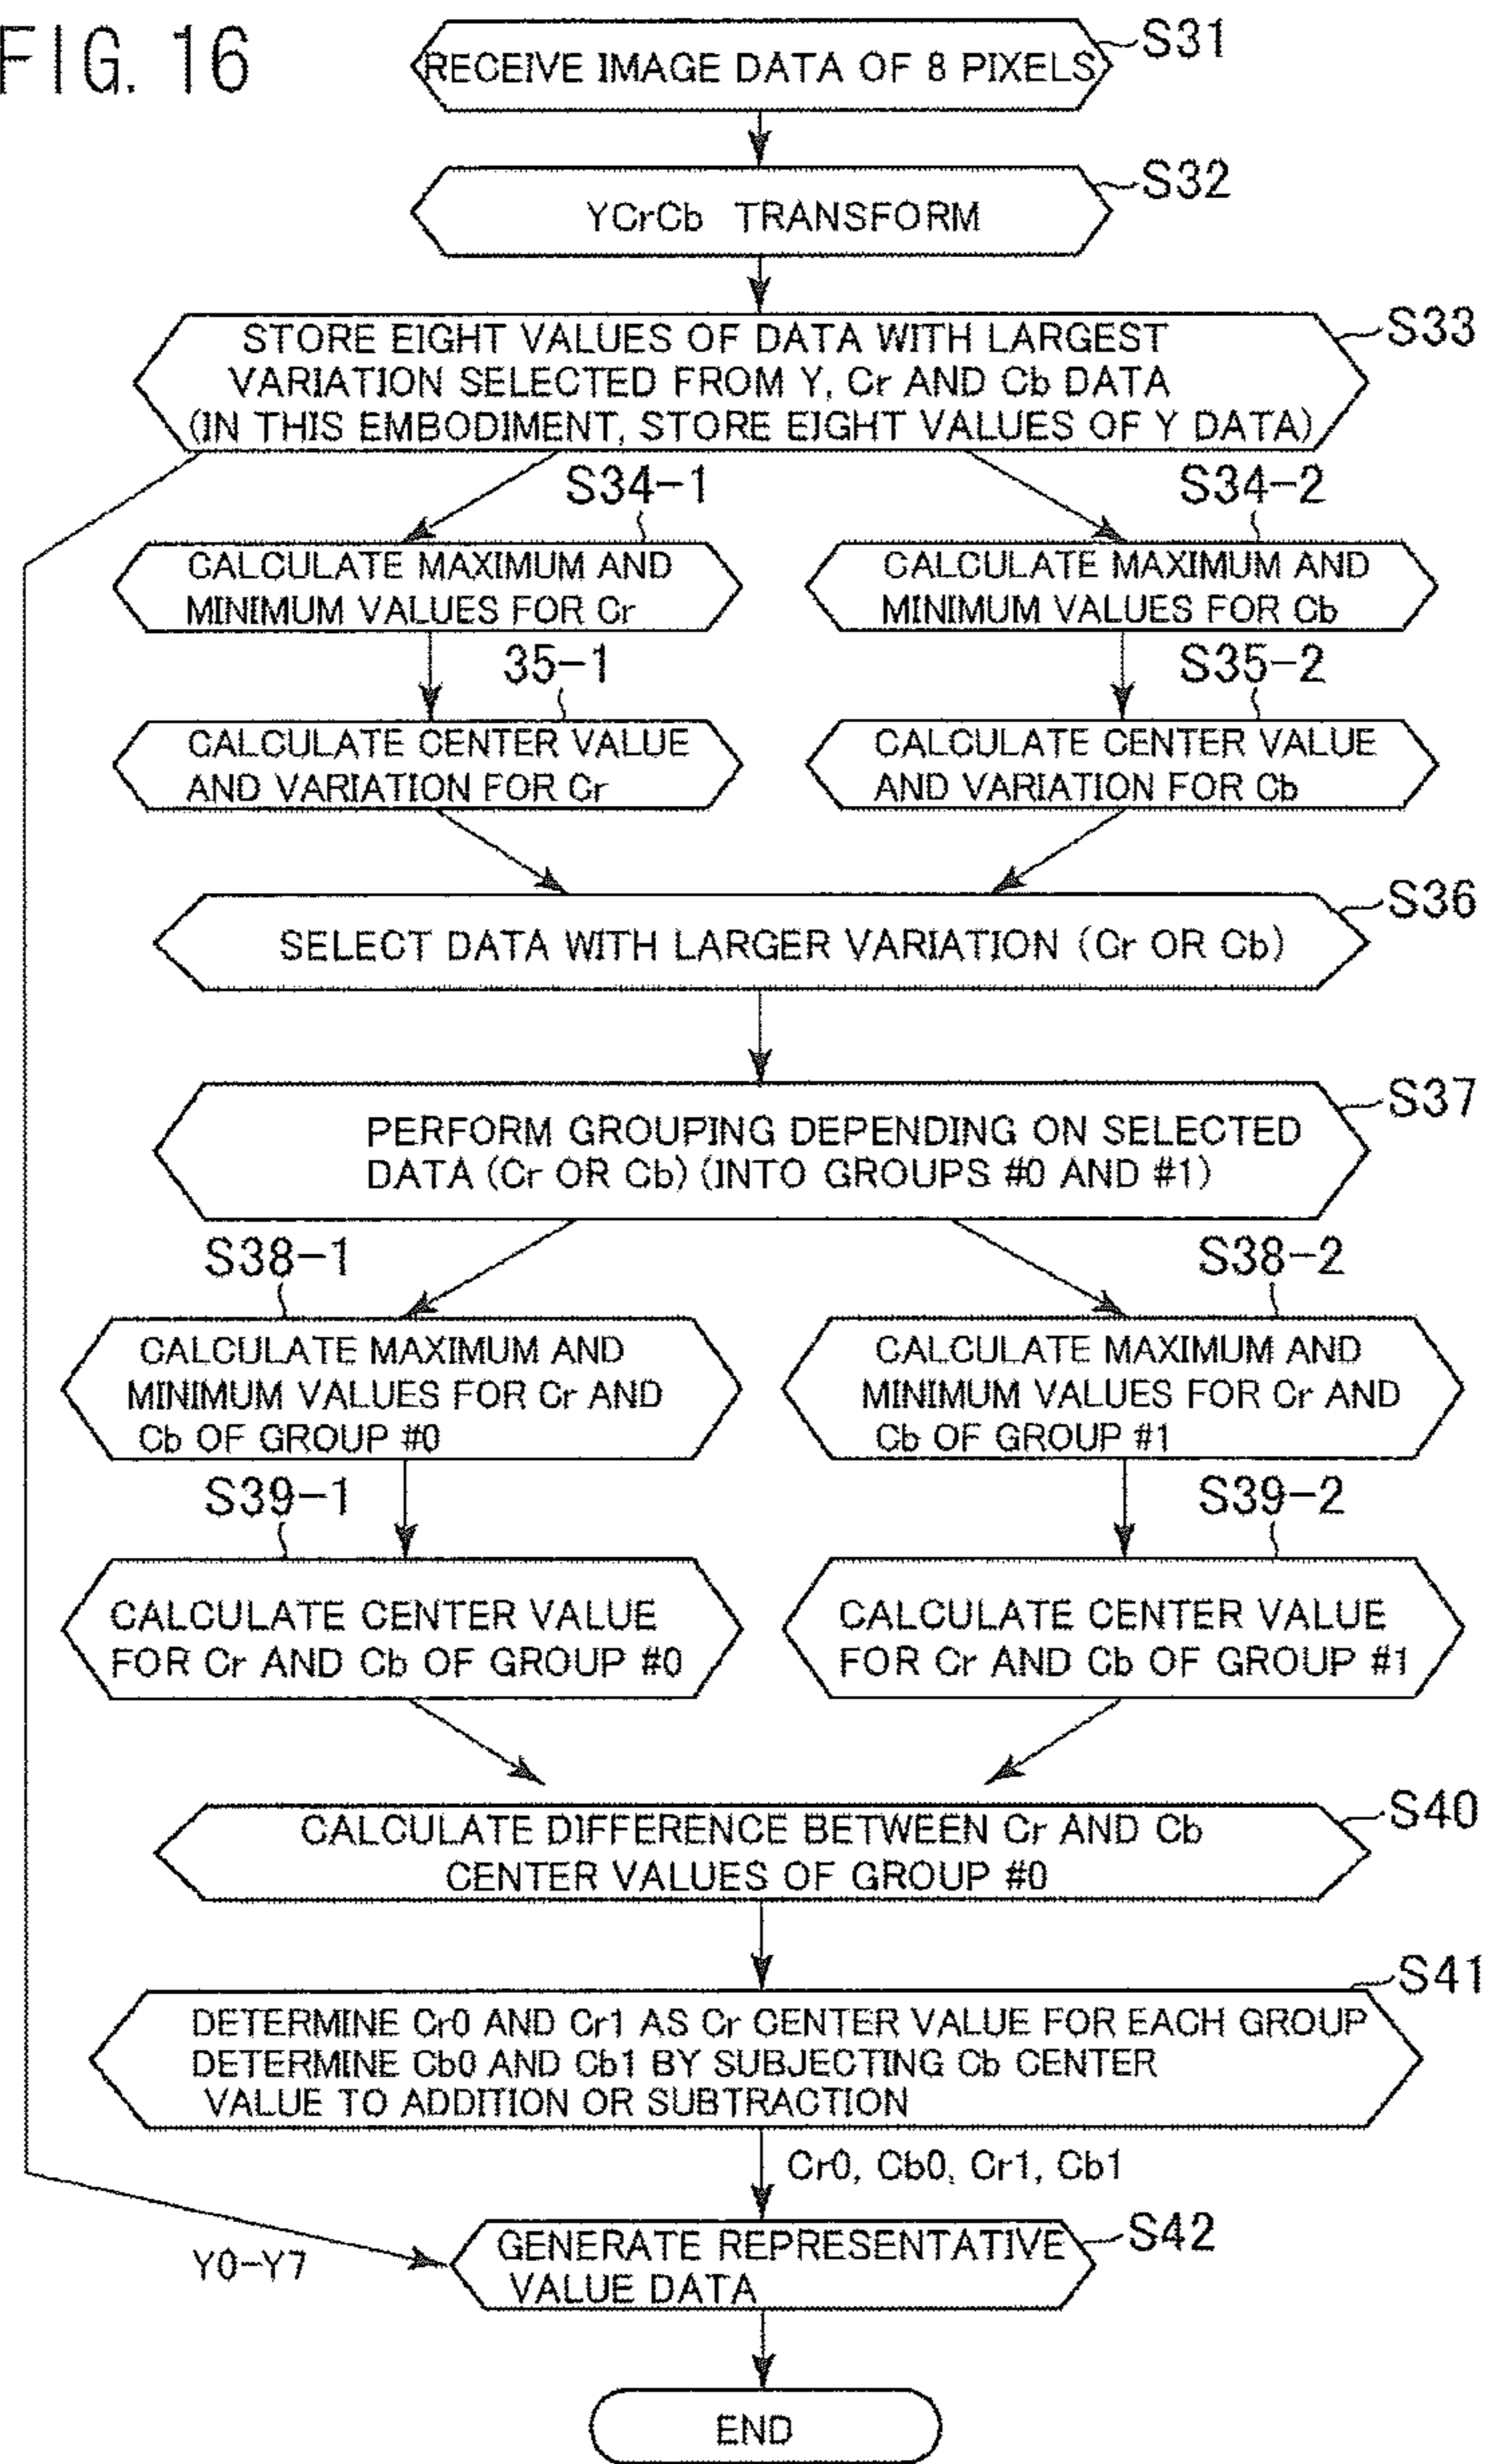 FIG. 16
RECEIVE IMAGE DATA OF 8 PIXELS
S31
YCrCb TRANSFORM
S32
STORE EIGHT VALUES OF DATA WITH LARGEST
VARIATION SELECTED FROM Y, Cr AND Cb DATA
(IN THIS EMBODIMENT, STORE EIGHT VALUES OF Y DATA)
S33
S34-1
CALCULATE MAXIMUM AND
MINIMUM VALUES FOR Cr
S34-2
CALCULATE MAXIMUM AND
MINIMUM VALUES FOR Cb
35-1
CALCULATE CENTER VALUE
AND VARIATION FOR Cr
S35-2
CALCULATE CENTER VALUE
AND VARIATION FOR Cb
S36
SELECT DATA WITH LARGER VARIATION (Cr OR Cb)
S37
PERFORM GROUPING DEPENDING ON SELECTED
DATA (Cr OR Cb) (INTO GROUPS #0 AND #1)
S38-1
CALCULATE MAXIMUM AND
MINIMUM VALUES FOR Cr AND
Cb OF GROUP #0
S38-2
CALCULATE MAXIMUM AND
MINIMUM VALUES FOR Cr AND
Cb OF GROUP #1
S39-1
CALCULATE CENTER VALUE
FOR Cr AND Cb OF GROUP #0
S39-2
CALCULATE CENTER VALUE
FOR Cr AND Cb OF GROUP #1
S40
CALCULATE DIFFERENCE BETWEEN Cr AND Cb
CENTER VALUES OF GROUP #0
S41
DETERMINE Cr0 AND Cr1 AS Cr CENTER VALUE FOR EACH GROUP
DETERMINE Cb0 AND Cb1 BY SUBJECTING Cb CENTER
VALUE TO ADDITION OR SUBTRACTION
Cr0, Cb0, Cr1, Cb1
Y0-Y7
GENERATE REPRESENTATIVE
VALUE DATA
S42
END